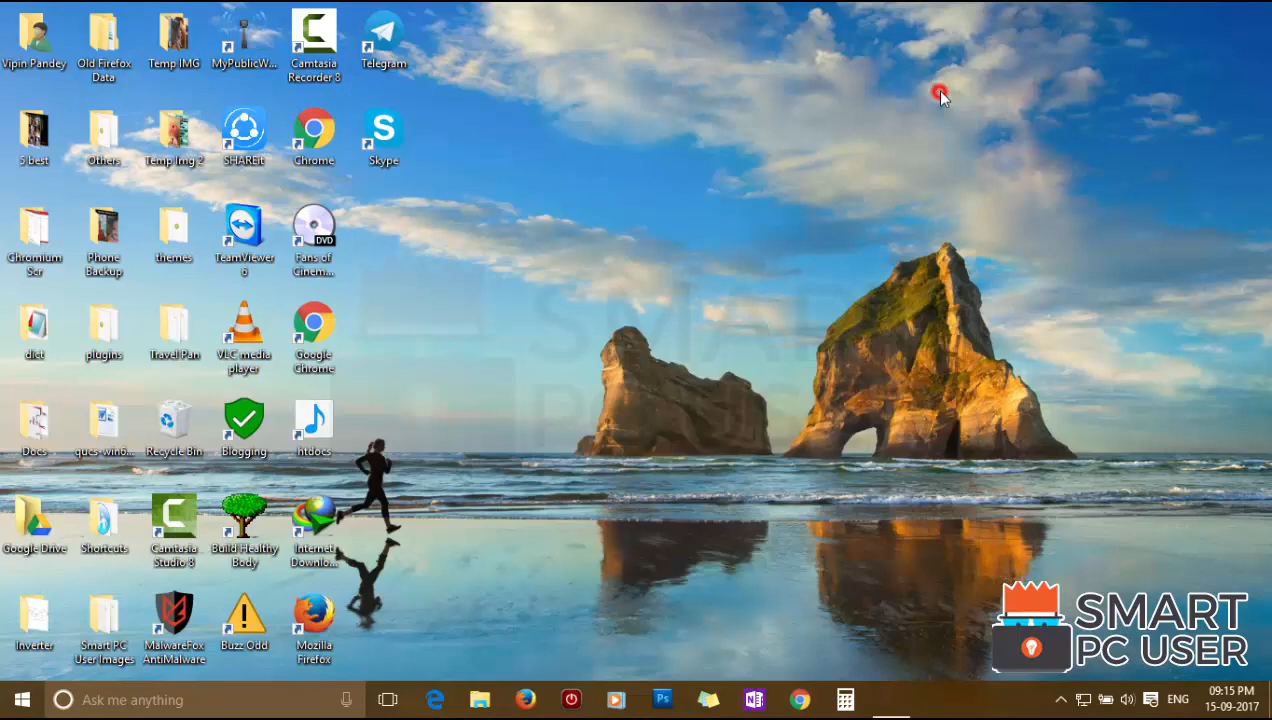 Vipin Pandey
Old Firefox
Data
Temp IMG
MyPublicW...
Camtasia
Recorder 8
Telegram
5 best
Others
Temp Img 2
SHAREit
Chrome
Skype
Chromium
Scr
Phone
Backup
themes
TeamViewer
6
DVD
Fans of
Cinem...
dict
plugins
Travel Pan
VLC media
player
Google
Chrome
Docs
qucs-win6...
Recycle Bin
Blogging
htdocs
Google Drive
Shortcuts
Camtasia
Studio 8
Build Healthy
Body
Internet
Downlo...
Inverter
Smart PC
User Images
MalwareFox
AntiMalware
Buzz Odd
Mozilla
Firefox
SMART
PC USER
Ask me anything
Ps
N
ENG
09:15 PM
15-09-2017